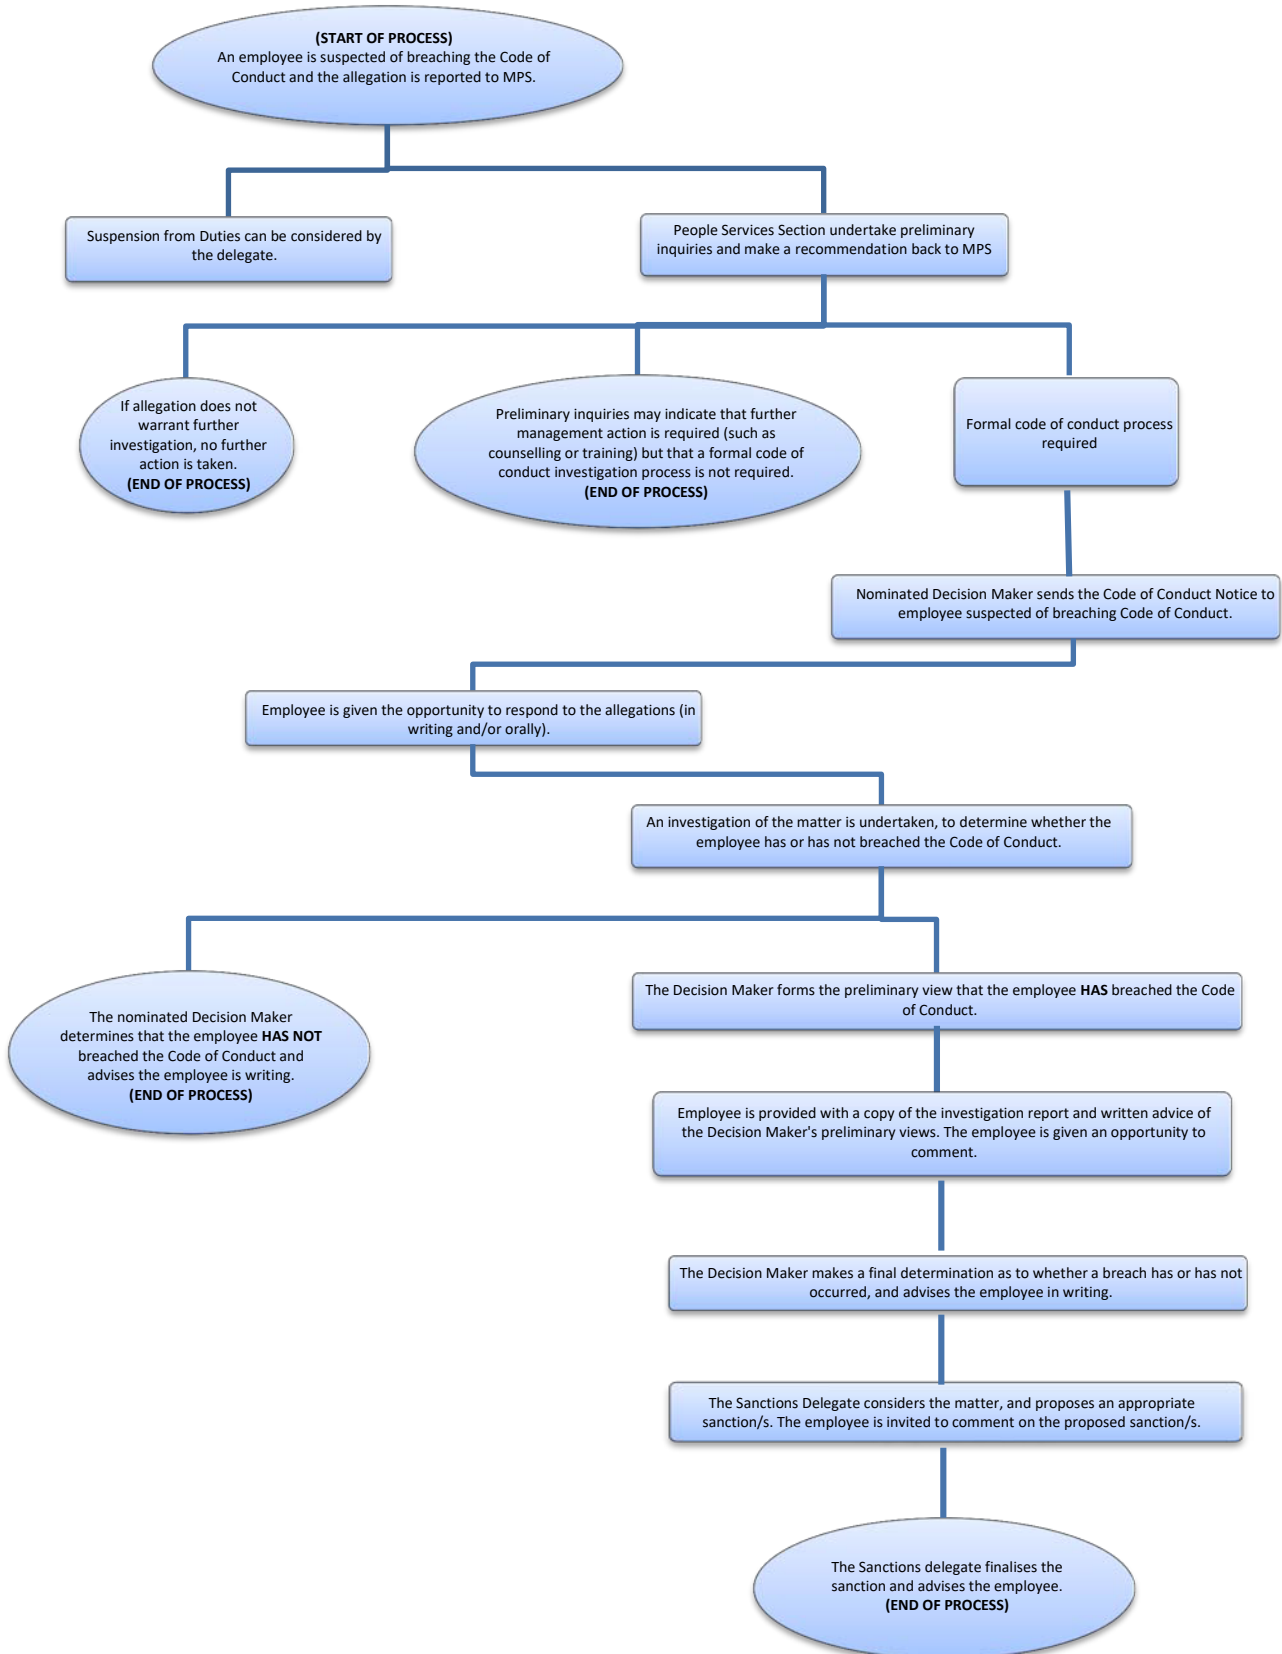 (START OF PROCESS)
An employee is suspected of breaching the Code of
Conduct and the allegation is reported to MPS.
Suspension from Duties can be considered by
the delegate.
People Services Section undertake preliminary
inquiries and make a recommendation back to MPS
If allegation does not
warrant further
investigation, no further
action is taken.
(END OF PROCESS)
Preliminary inquiries may indicate that further
management action is required (such as
counselling or training) but that a formal code of
conduct investigation process is not required.
(END OF PROCESS)
Formal code of conduct process
required
Nominated Decision Maker sends the Code of Conduct Notice to
employee suspected of breaching Code of Conduct.
Employee is given the opportunity to respond to the allegations (in
writing and/or orally).
An investigation of the matter is undertaken, to determine whether the
employee has or has not breached the Code of Conduct.
The nominated Decision Maker
determines that the employee HAS NOT
breached the Code of Conduct and
advises the employee is writing.
(END OF PROCESS)
The Decision Maker forms the preliminary view that the employee HAS breached the Code
of Conduct.
Employee is provided with a copy of the investigation report and written advice of
the Decision Maker's preliminary views. The employee is given an opportunity to
comment.
The Decision Maker makes a final determination as to whether a breach has or has not
occurred, and advises the employee in writing.
The Sanctions Delegate considers the matter, and proposes an appropriate
sanction/s. The employee is invited to comment on the proposed sanction/s.
The Sanctions delegate finalises the
sanction and advises the employee.
(END OF PROCESS)